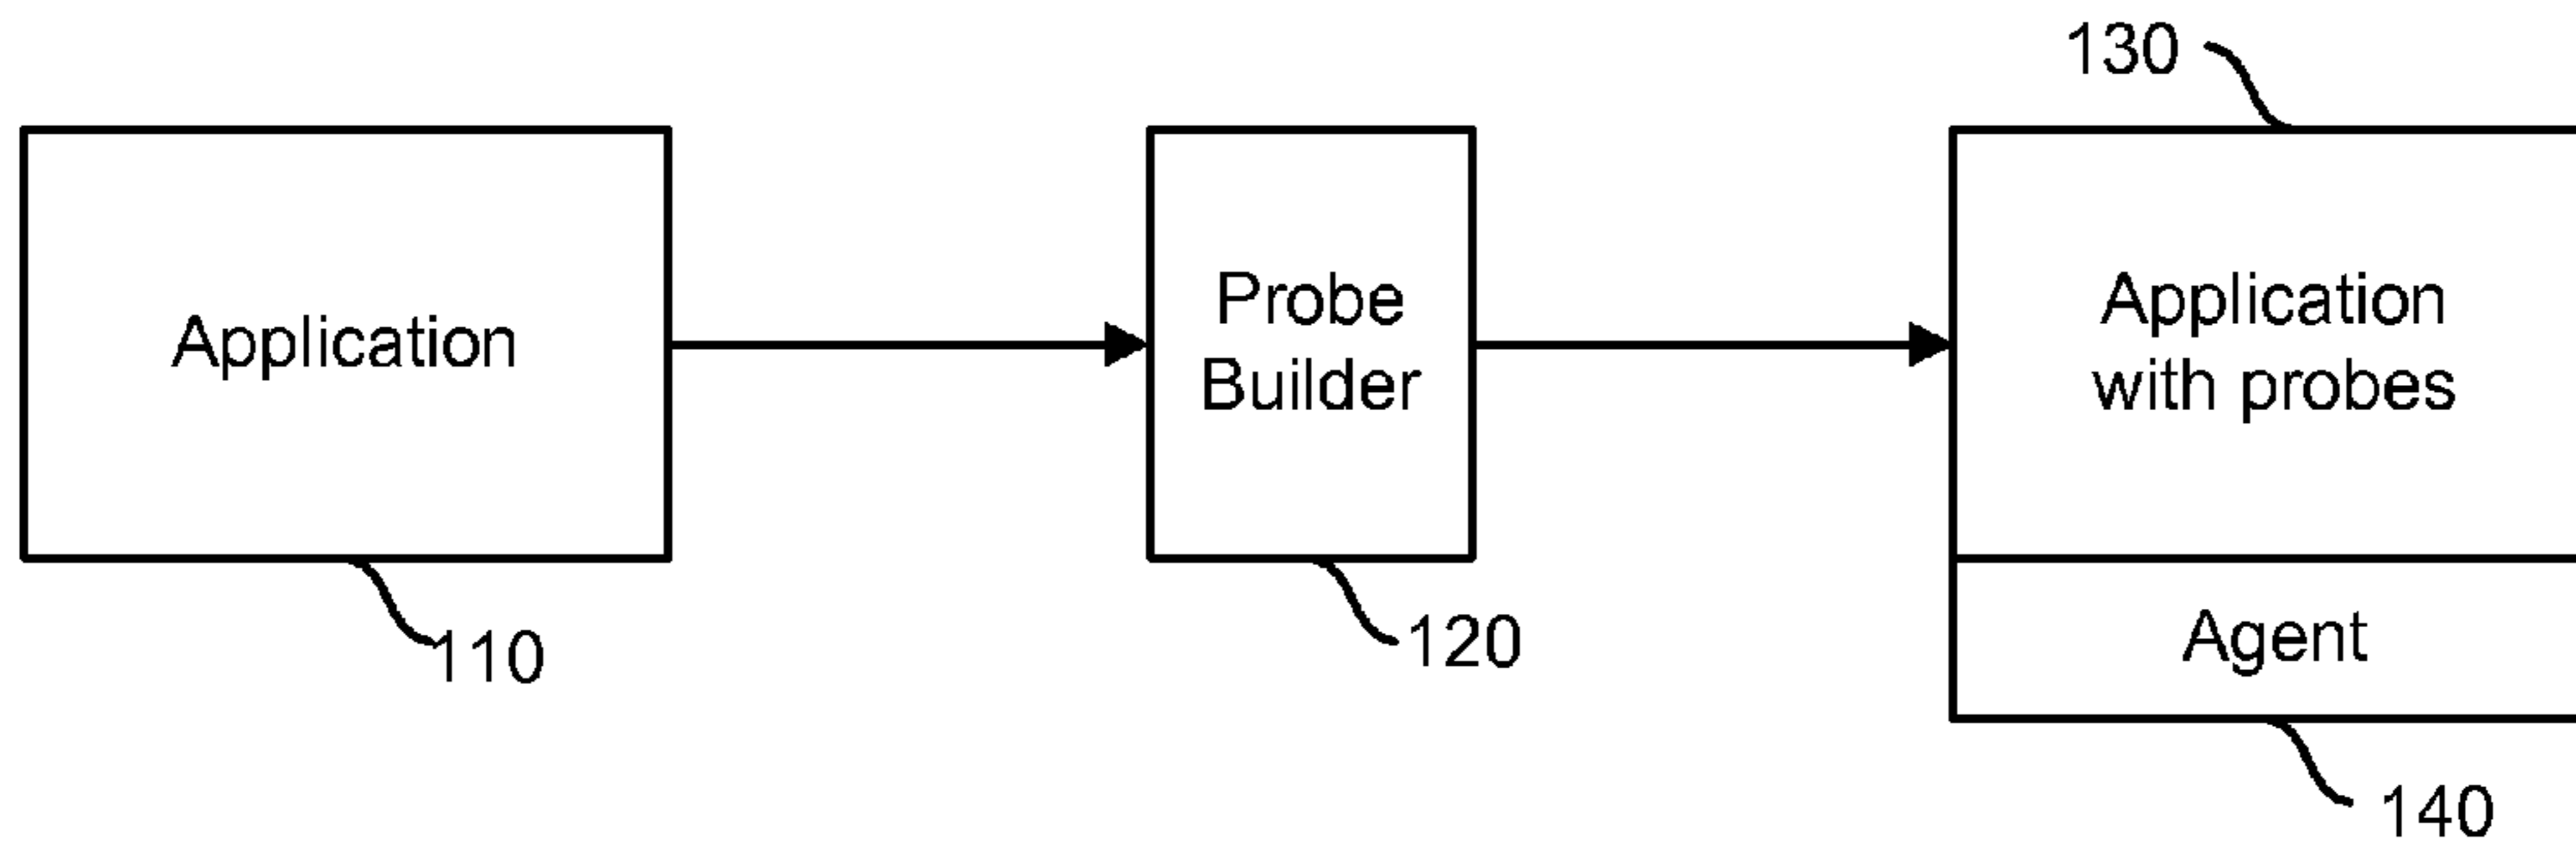 130
Application
Probe
Builder
Application
with probes
110
120
Agent
140